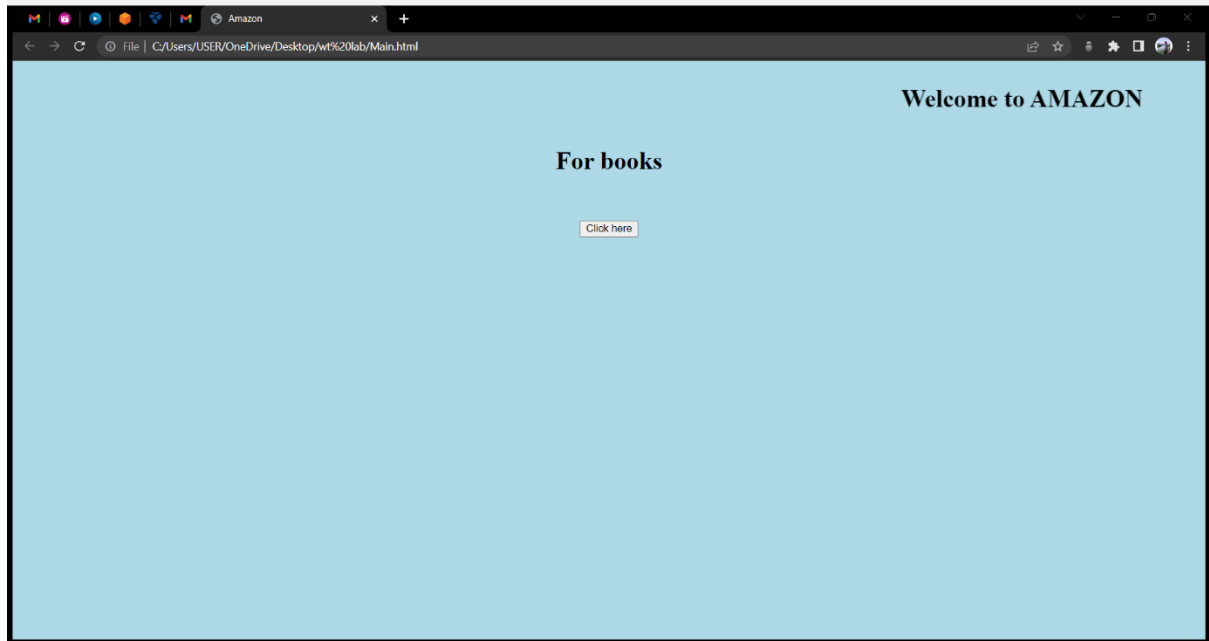 Amazon
File | C:/Users/USER/OneDrive/Desktop/wt%20lab/Main.html
Welcome to AMAZON
For books
Click here